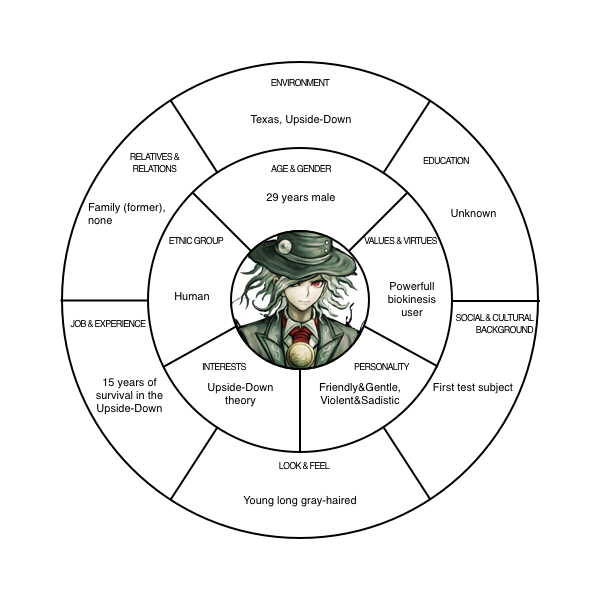 ENVIRONMENT
Texas, Upside-Down
RELATIVES &
RELATIONS
Family (former),
none
AGE & GENDER
29 years male
EDUCATION
Unknown
ETNIC GROUP
Human
VALUES & VIRTUES
Powerfull
biokinesis
user
JOB & EXPERIENCE
15 years of
survival in the
Upside-Down
INTERESTS
Upside-Down
theory
PERSONALITY
Friendly&Gentle,
Violent&Sadistic
SOCIAL & CULTURAL
BACKGROUND
First test subject
LOOK & FEEL
Young long gray-haired